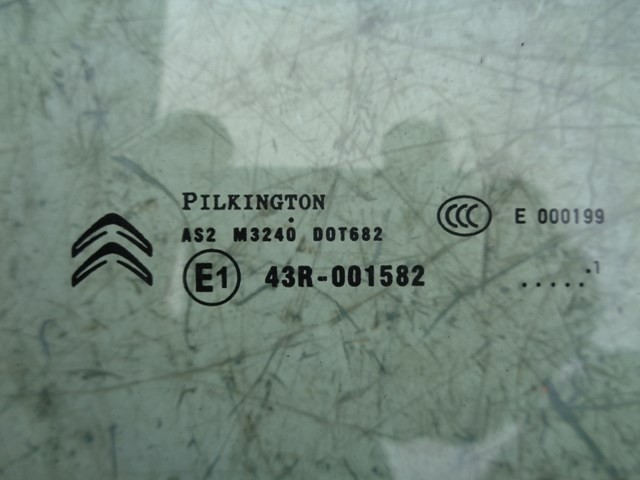 PILKINGTON
AS2 M3240 DOT682
E1 43R-001582
CCC E 000199
.....1